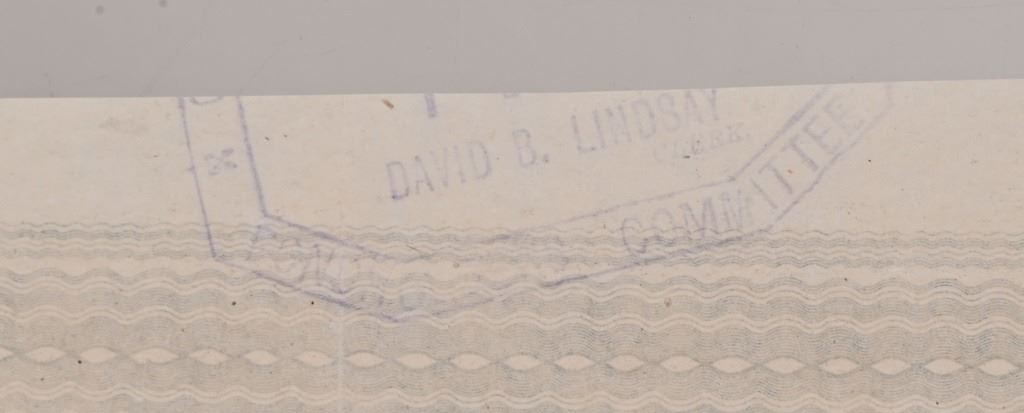 DAVID B. LINDSAY
CLERK.
COMMITTEE